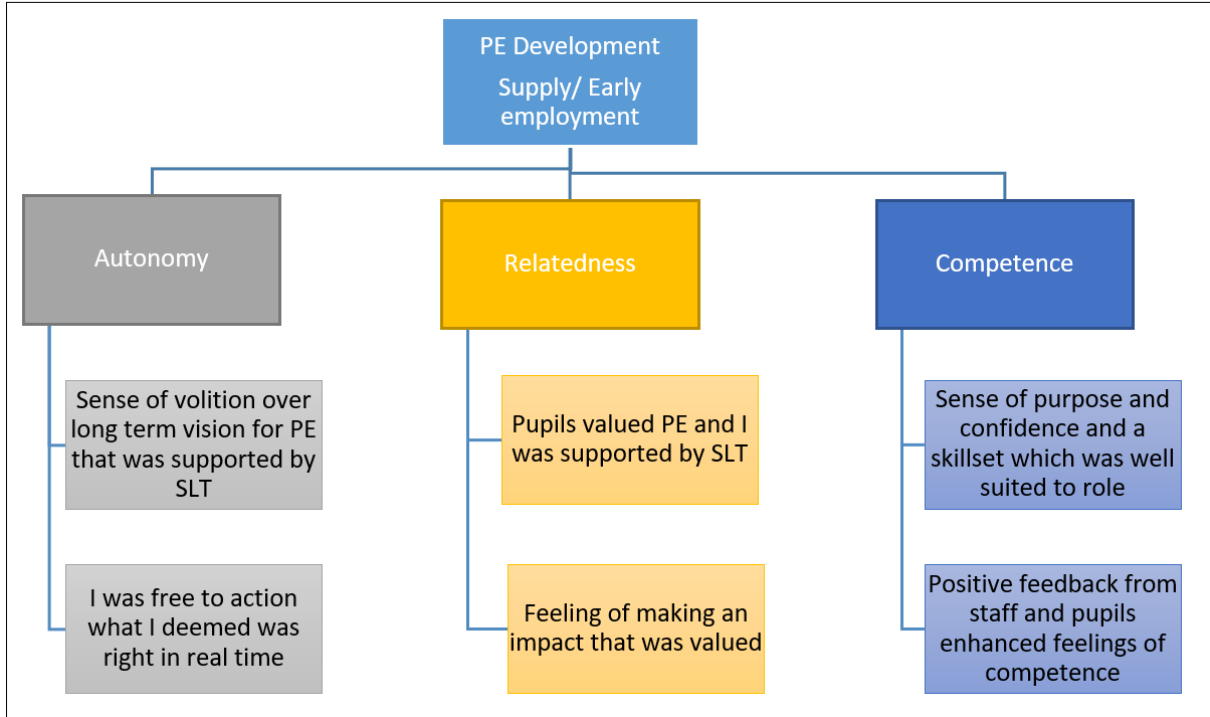 PE Development
Supply/ Early
employment
Autonomy
Relatedness
Competence
Sense of volition over
long term vision for PE
that was supported by
SLT
Pupils valued PE and I
was supported by SLT
Sense of purpose and
confidence and a
skillset which was well
suited to role
I was free to action
what I deemed was
right in real time
Feeling of making an
impact that was valued
Positive feedback from
staff and pupils
enhanced feelings of
competence